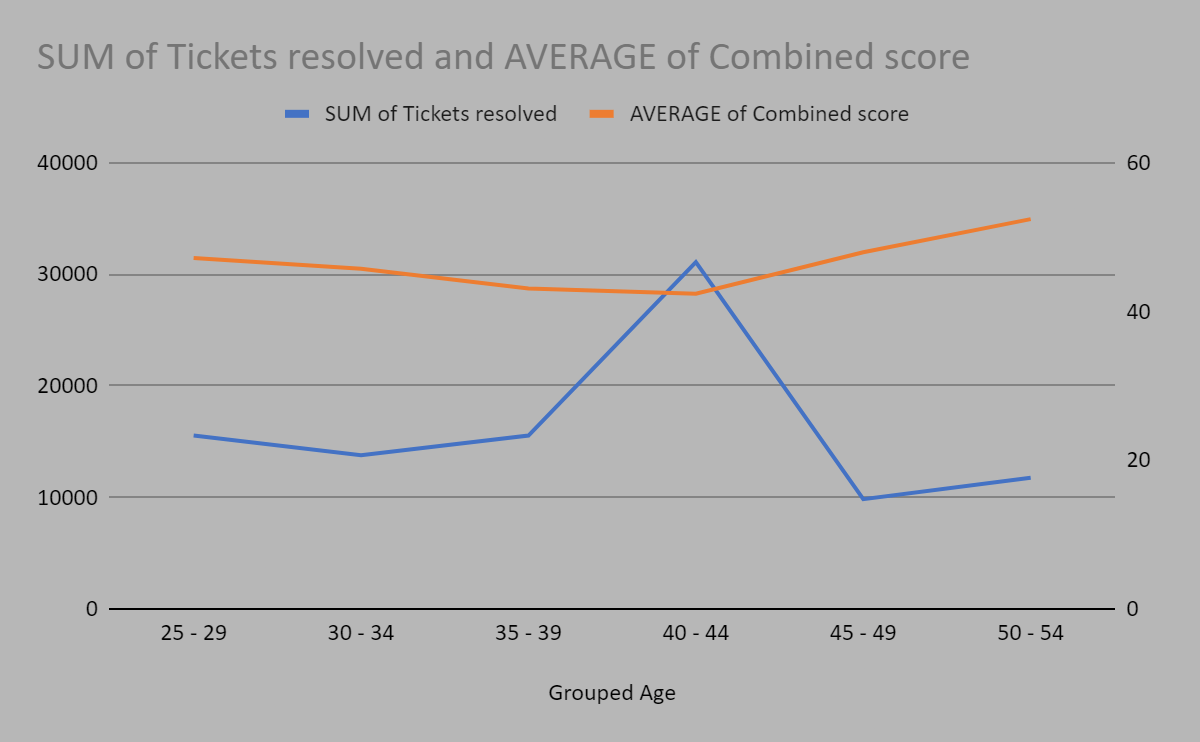 SUM of Tickets resolved and AVERAGE of Combined score
SUM of Tickets resolved AVERAGE of Combined score
40000 60
30000
40
20000
20
10000
0 0
25 - 29 30 - 34 35 - 39 40 - 44 45 - 49 50 - 54
Grouped Age